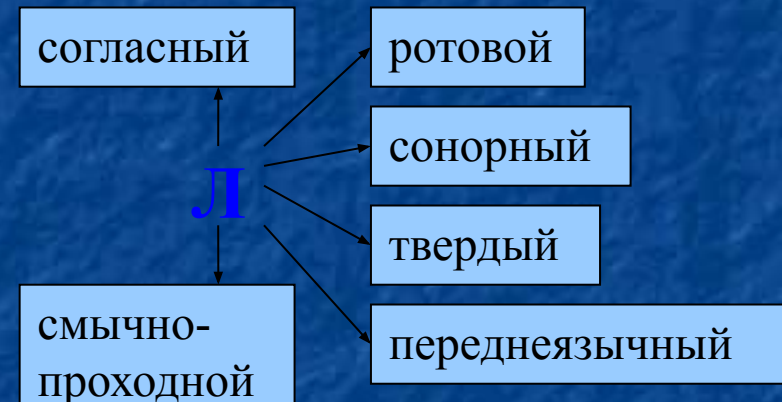 согласный
ротовой
сонорный
Л
твердый
смычно-
проходной
переднеязычный